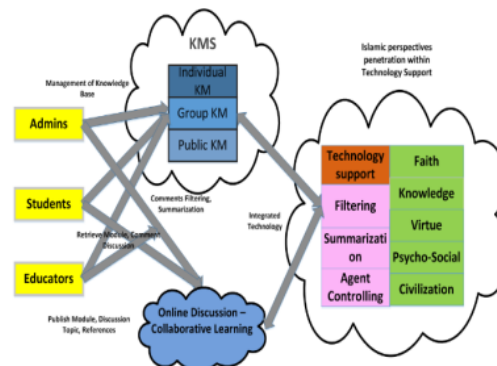 KMS
Islamic perspectives
penetration within
Technology Support
Management of Knowledge
Base
Individual
KM
Group KM
Public KM
Admins
Students
Educators
Comments Filtering,
Summarization
Retrieve Module, Comment
Discussion
Publish Module, Discussion
Topic, References
Integrated
Technology
Online Discussion –
Collaborative Learning
Technology
support
Filtering
Summarizati
on
Agent
Controlling
Faith
Knowledge
Virtue
Psycho-Social
Civilization